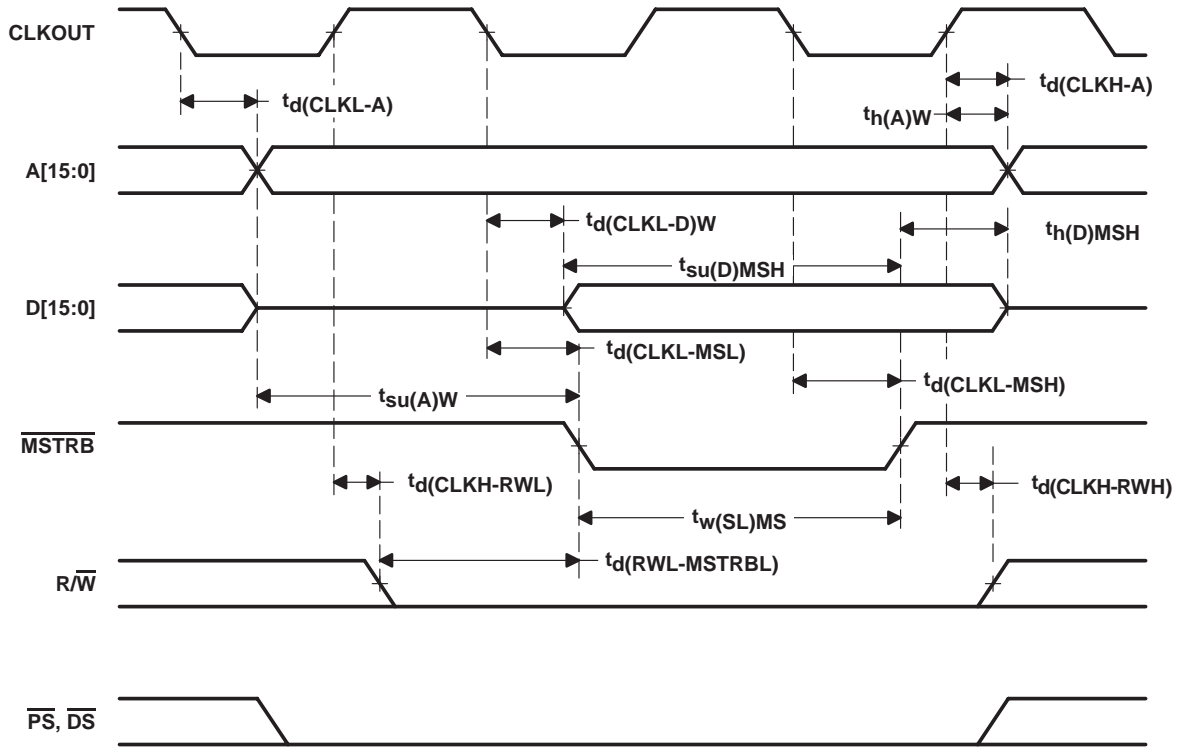 CLKOUT
td(CLKL-A)
td(CLKH-A)
th(A)W
A[15:0]
td(CLKL-D)W
th(D)MSH
tsu(D)MSH
D[15:0]
td(CLKL-MSL)
td(CLKL-MSH)
tsu(A)W
MSTRB
td(CLKH-RWL)
td(CLKH-RWH)
tw(SL)MS
td(RWL-MSTRBL)
R/W
PS, DS